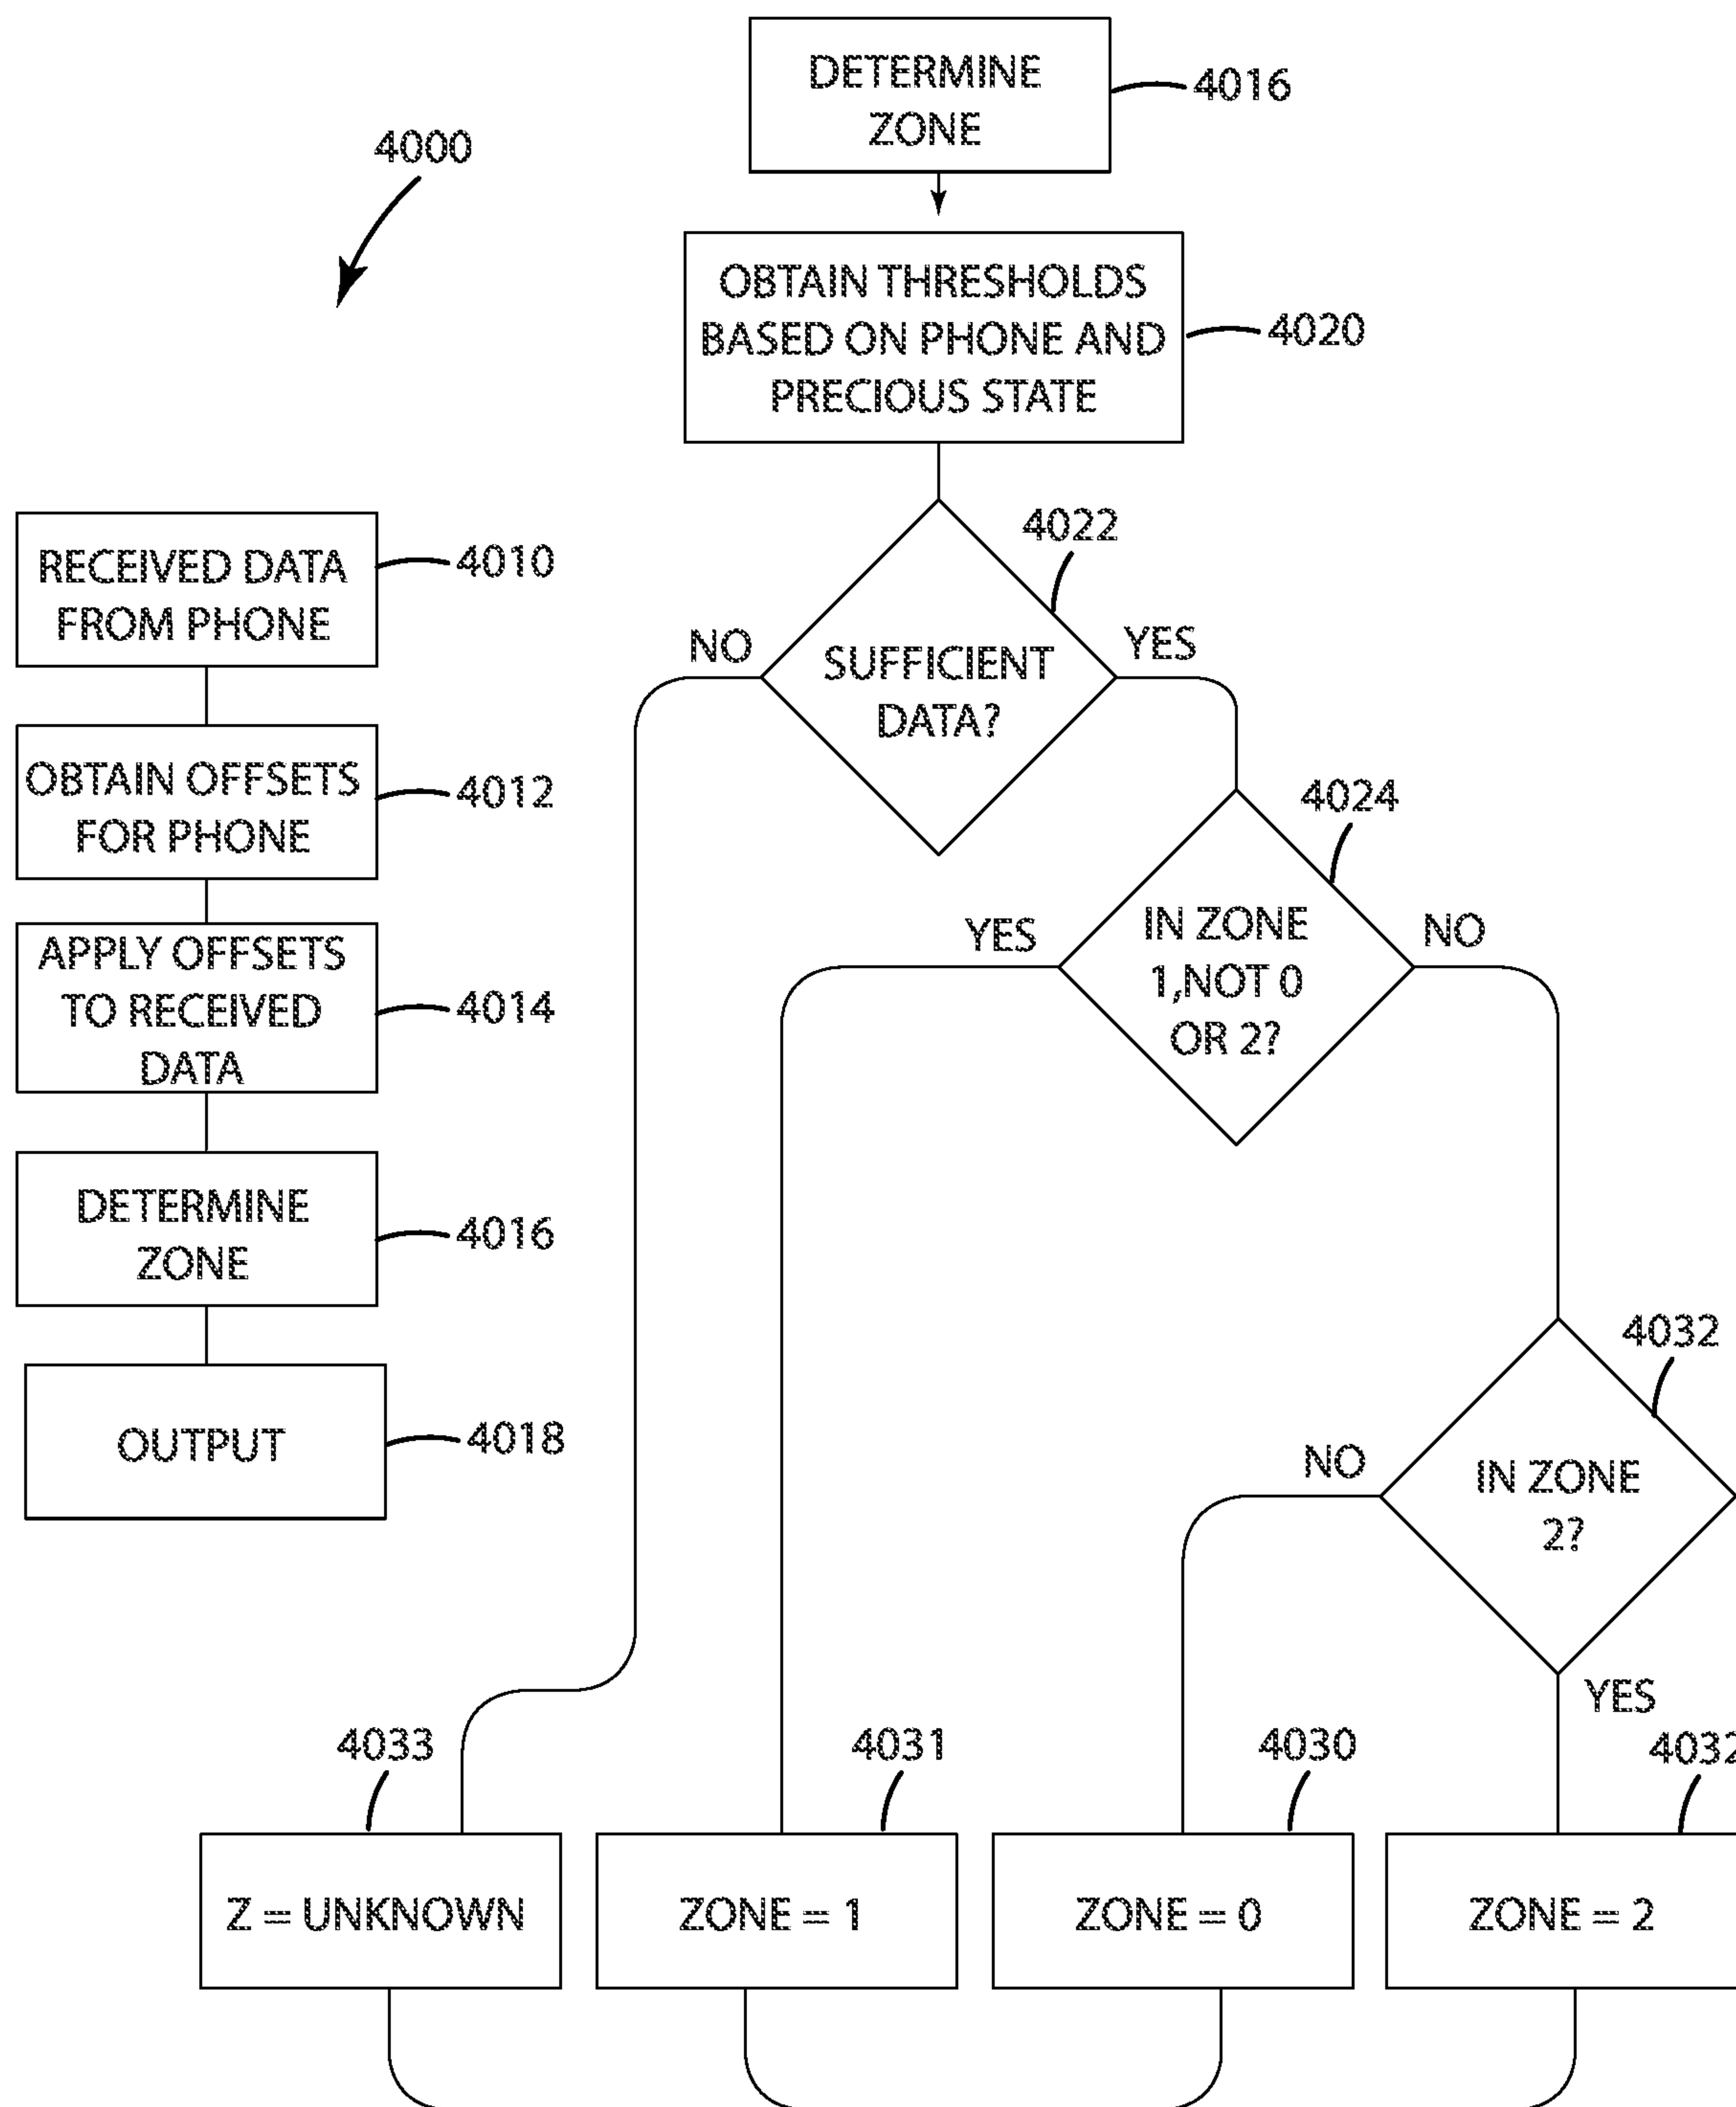 DETERMINE
ZONE
4016
4000
OBTAIN THRESHOLDS
BASED ON PHONE AND
PRECIOUS STATE
4020
RECEIVED DATA
FROM PHONE
4010
4022
NO
SUFFICIENT
DATA?
YES
OBTAIN OFFSETS
FOR PHONE
4012
4024
YES
IN ZONE
1,NOT 0
OR 2?
NO
APPLY OFFSETS
TO RECEIVED
DATA
4014
DETERMINE
ZONE
4016
OUTPUT
4018
4032
NO
IN ZONE
2?
YES
4033
4031
4030
4032
Z = UNKNOWN
ZONE = 1
ZONE = 0
ZONE = 2